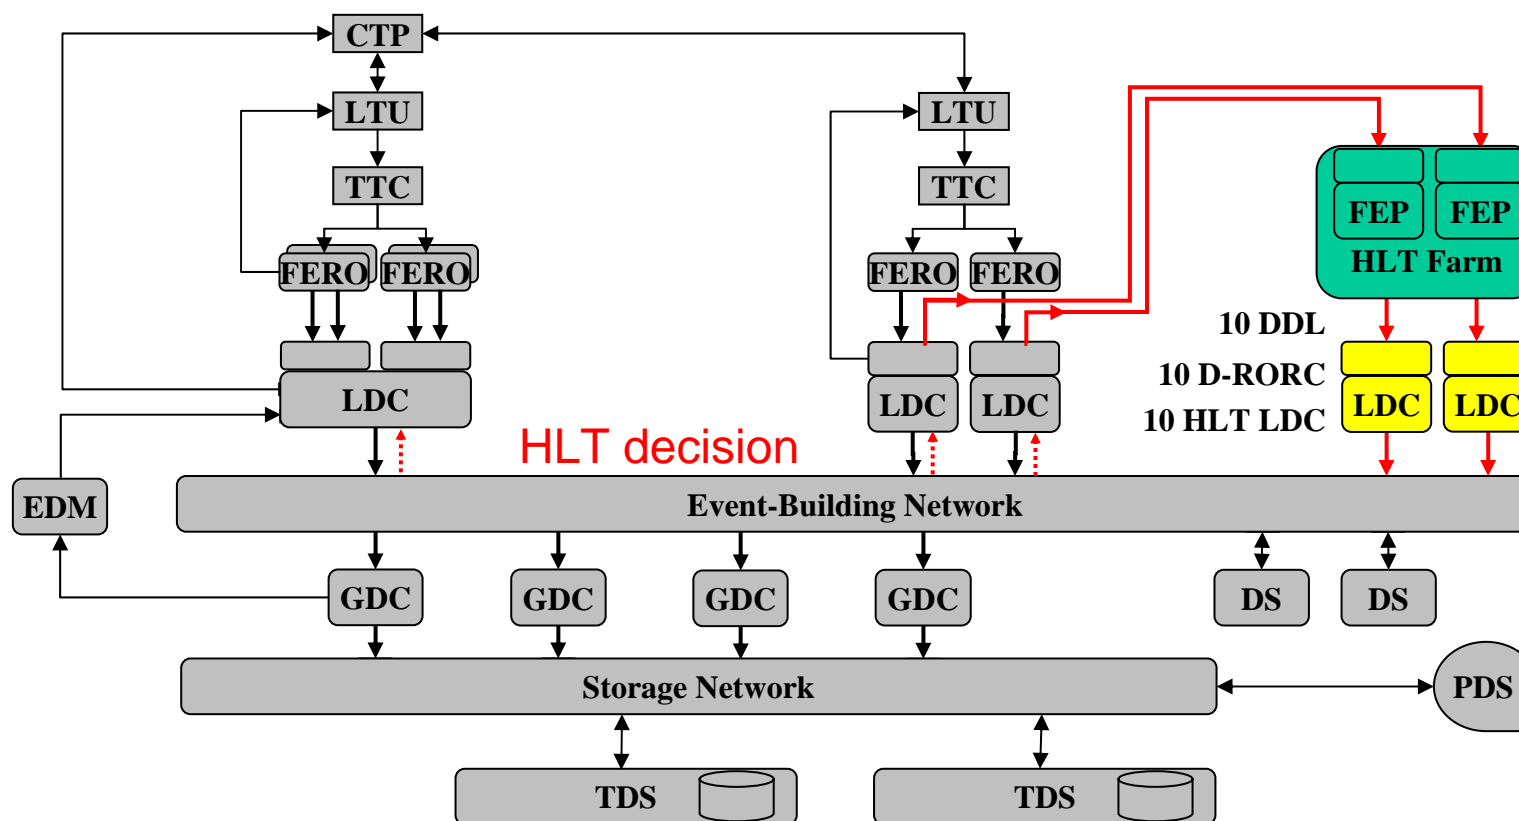 CTP
LTU
LTU
TTC
TTC
FEP
FEP
HLT Farm
FERO
FERO
FERO
FERO
10 DDL
10 D-RORC
10 HLT LDC
LDC
LDC
LDC
LDC
LDC
HLT decision
EDM
Event-Building Network
GDC
GDC
GDC
GDC
DS
DS
Storage Network
PDS
TDS
TDS